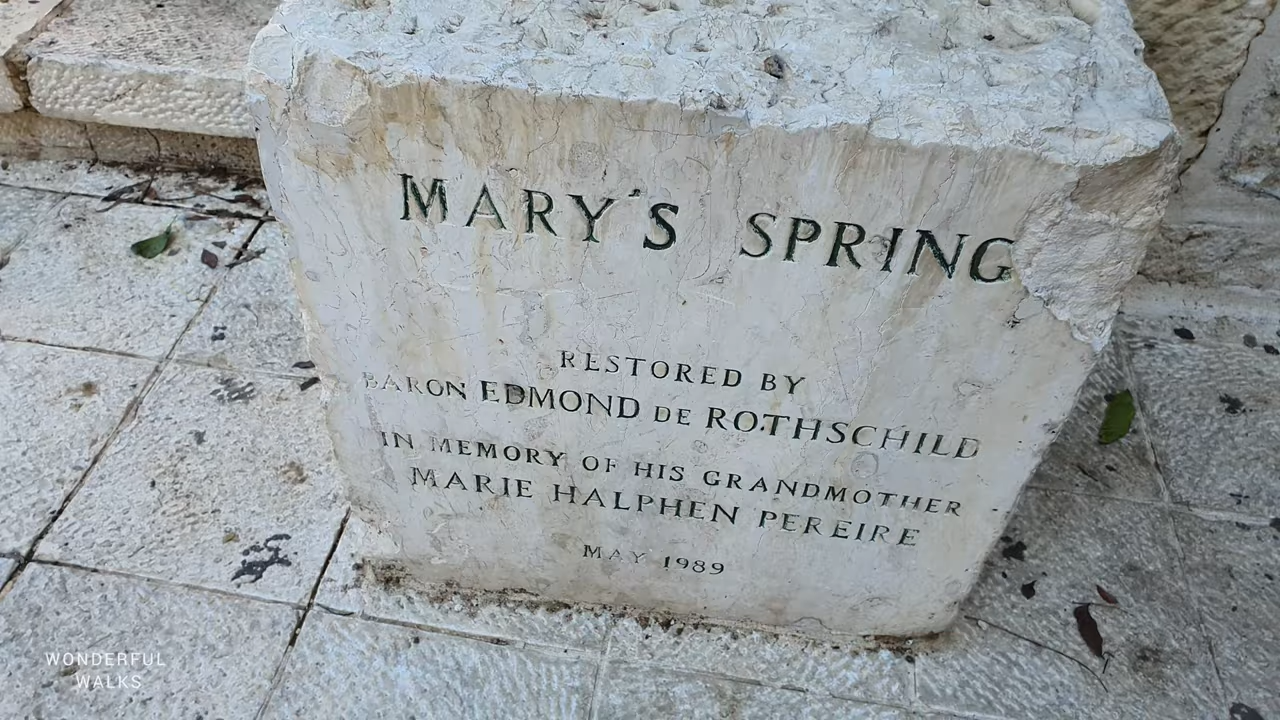 MARY'S SPRING
RESTORED BY
BARON EDMOND DE ROTHSCHILD
IN MEMORY OF HIS GRANDMOTHER
MARIE HALPHEN PEREIRE
MAY 1989
WONDERFUL
WALKS